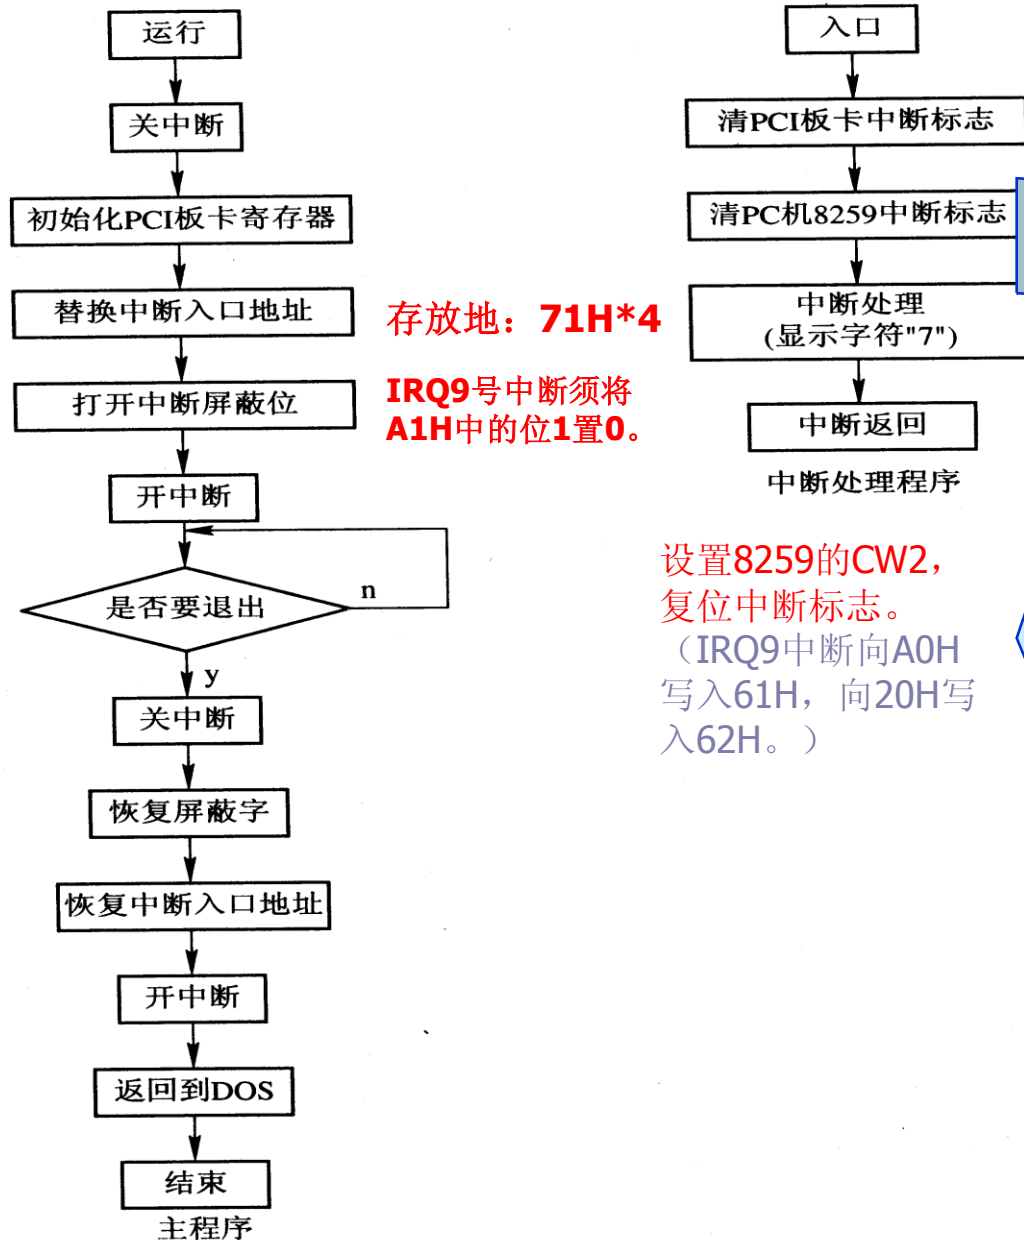 运行
关中断
初始化PCI板卡寄存器
替换中断入口地址
存放地：71H*4
打开中断屏蔽位
IRQ9号中断须将
A1H中的位1置0。
开中断
是否要退出
n
y
关中断
恢复屏蔽字
恢复中断入口地址
开中断
返回到DOS
结束
主程序
入口
清PCI板卡中断标志
清PC机8259中断标志
中断处理
(显示字符"7")
中断返回
中断处理程序
设置8259的CW2，
复位中断标志。
（IRQ9中断向A0H
写入61H，向20H写
入62H。）